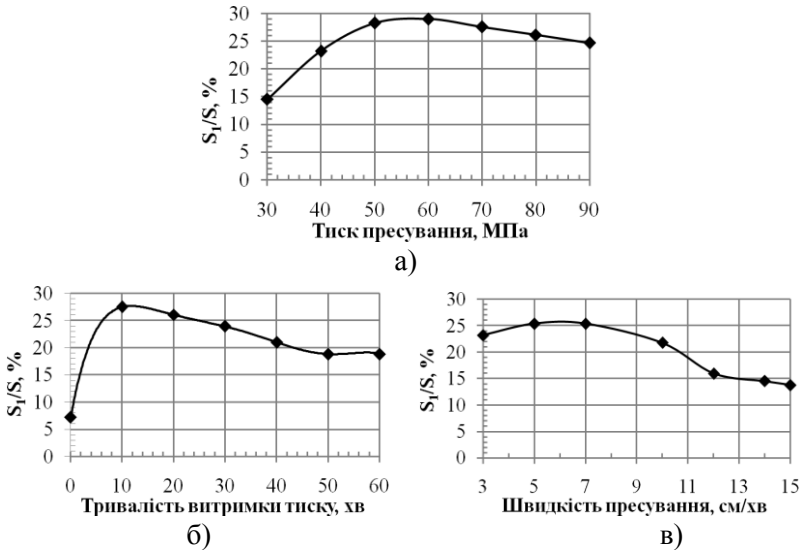 30
25
20
15
10
5
0
S₁/S, %
30 40 50 60 70 80 90
Тиск пресування, МПа
а)
30
25
20
15
10
5
0
S₁/S, %
0 10 20 30 40 50 60
Тривалість витримки тиску, хв
б)
30
25
20
15
10
5
0
S₁/S, %
3 5 7 9 11 13 15
Швидкість пресування, см/хв
в)